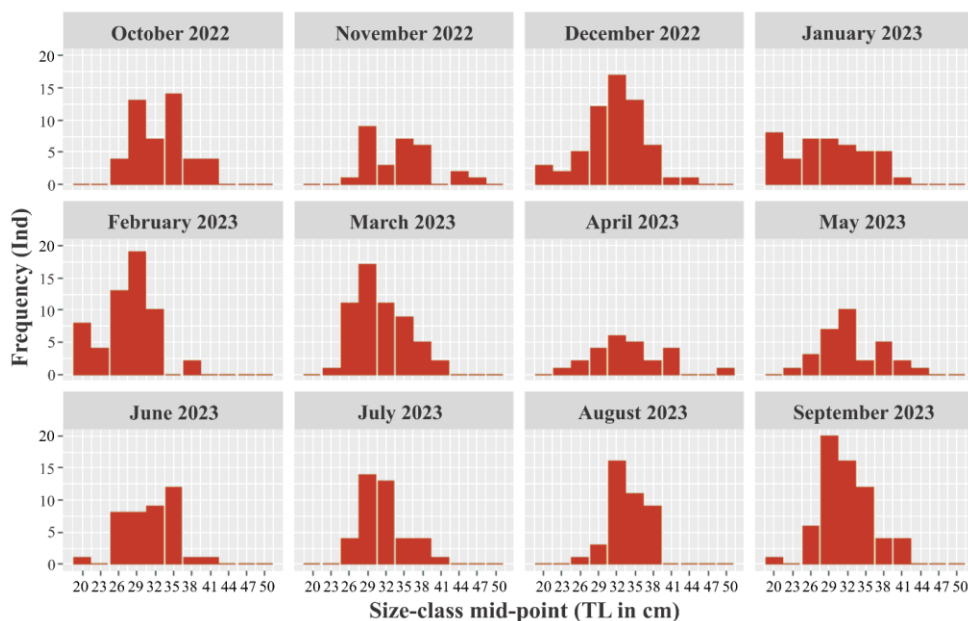 October 2022 November 2022 December 2022 January 2023
20
15
10
5
0
February 2023 March 2023 April 2023 May 2023
20
15
10
5
0
June 2023 July 2023 August 2023 September 2023
20
15
10
5
0
Frequency (Ind)
20 23 26 29 32 35 38 41 44 47 50 20 23 26 29 32 35 38 41 44 47 50 20 23 26 29 32 35 38 41 44 47 50 20 23 26 29 32 35 38 41 44 47 50
Size-class mid-point (TL in cm)